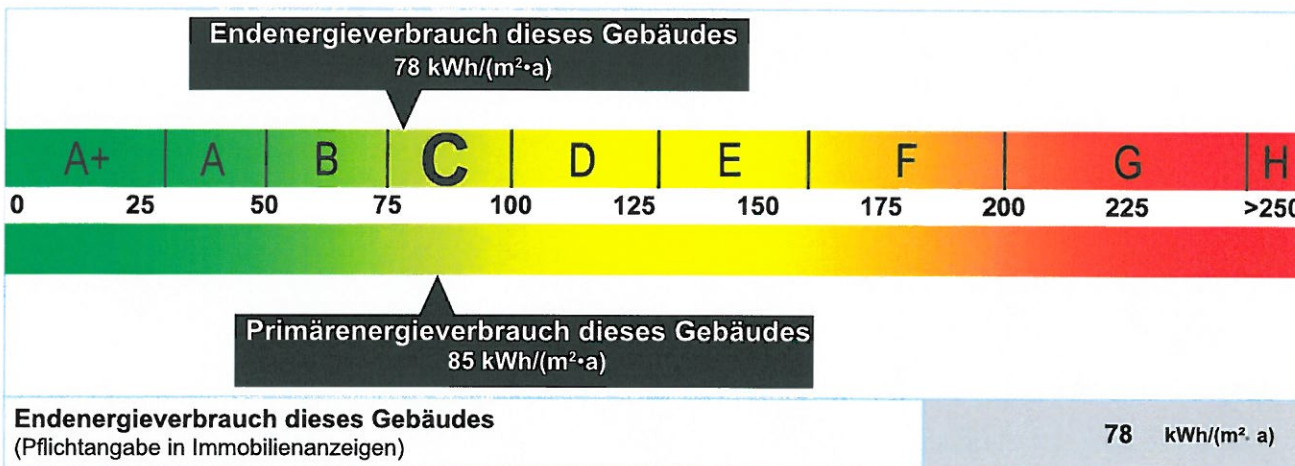 Endenergieverbrauch dieses Gebäudes
78 kWh/(m²·a)
A+ A B C D E F G H
0 25 50 75 100 125 150 175 200 225 >250
Primärenergieverbrauch dieses Gebäudes
85 kWh/(m²·a)
Endenergieverbrauch dieses Gebäudes
(Pflichtangabe in Immobilienanzeigen)
78 kWh/(m²· a)